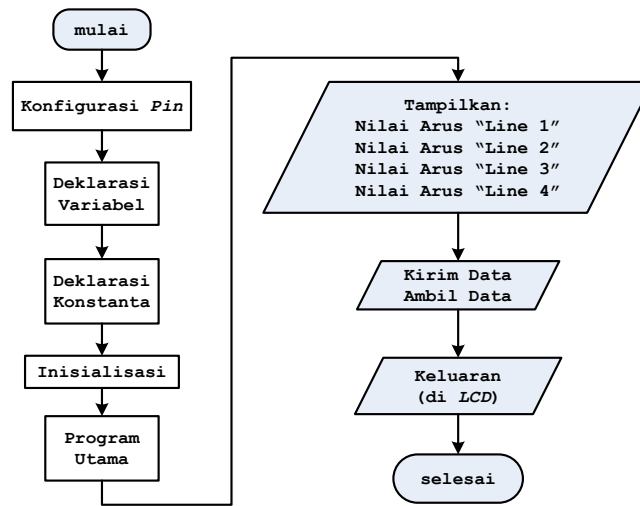 mulai
Konfigurasi Pin
Deklarasi
Variabel
Deklarasi
Konstanta
Inisialisasi
Program
Utama
Tampilkan:
Nilai Arus “Line 1”
Nilai Arus “Line 2”
Nilai Arus “Line 3”
Nilai Arus “Line 4”
Kirim Data
Ambil Data
Keluaran
(di LCD)
selesai